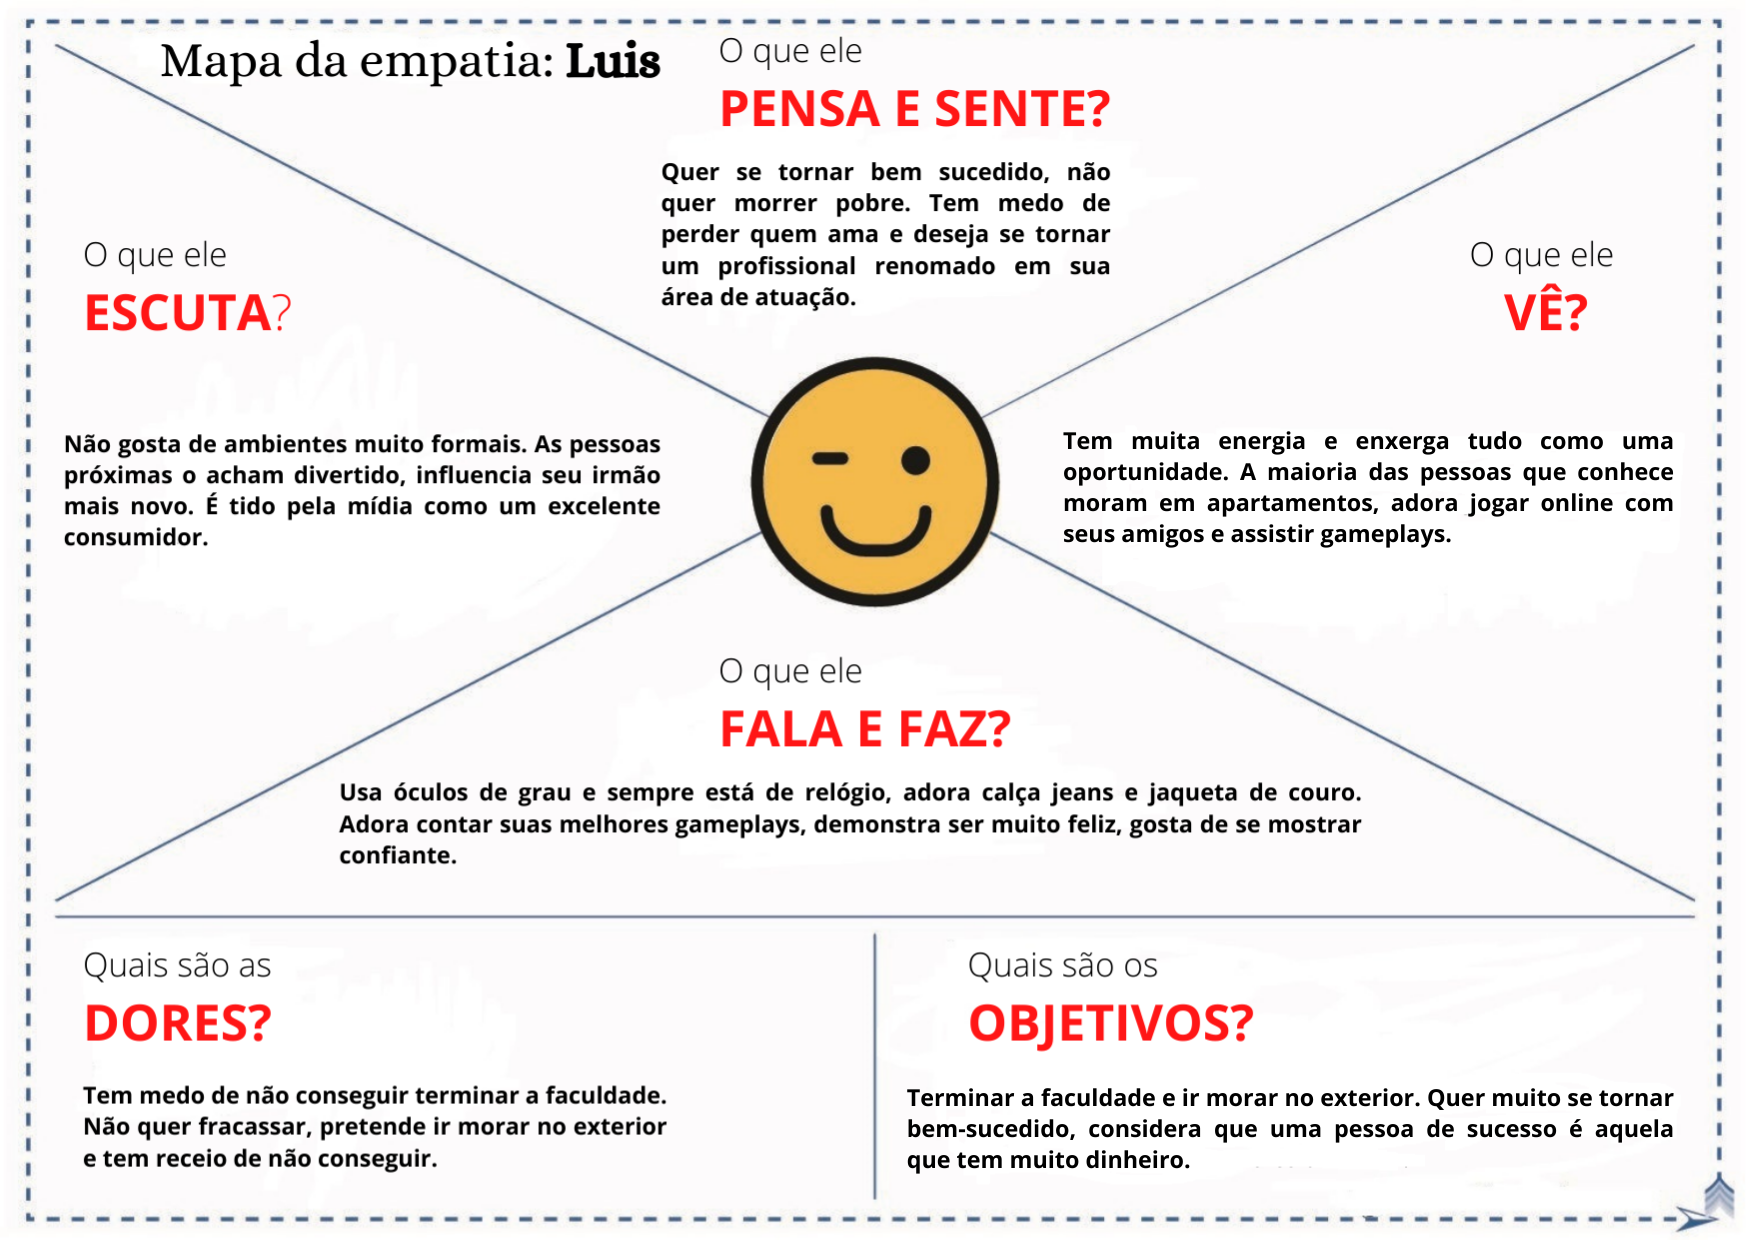 Mapa da empatia: Luis
O que ele
PENSA E SENTE?
Quer se tornar bem sucedido, não
quer morrer pobre. Tem medo de
perder quem ama e deseja se tornar
um profissional renomado em sua
área de atuação.
O que ele
ESCUTA?
Não gosta de ambientes muito formais. As pessoas
próximas o acham divertido, influencia seu irmão
mais novo. É tido pela mídia como um excelente
consumidor.
O que ele
VÊ?
Tem muita energia e enxerga tudo como uma
oportunidade. A maioria das pessoas que conhece
moram em apartamentos, adora jogar online com
seus amigos e assistir gameplays.
O que ele
FALA E FAZ?
Usa óculos de grau e sempre está de relógio, adora calça jeans e jaqueta de couro.
Adora contar suas melhores gameplays, demonstra ser muito feliz, gosta de se mostrar
confiante.
Quais são as
DORES?
Tem medo de não conseguir terminar a faculdade.
Não quer fracassar, pretende ir morar no exterior
e tem receio de não conseguir.
Quais são os
OBJETIVOS?
Terminar a faculdade e ir morar no exterior. Quer muito se tornar
bem-sucedido, considera que uma pessoa de sucesso é aquela
que tem muito dinheiro.